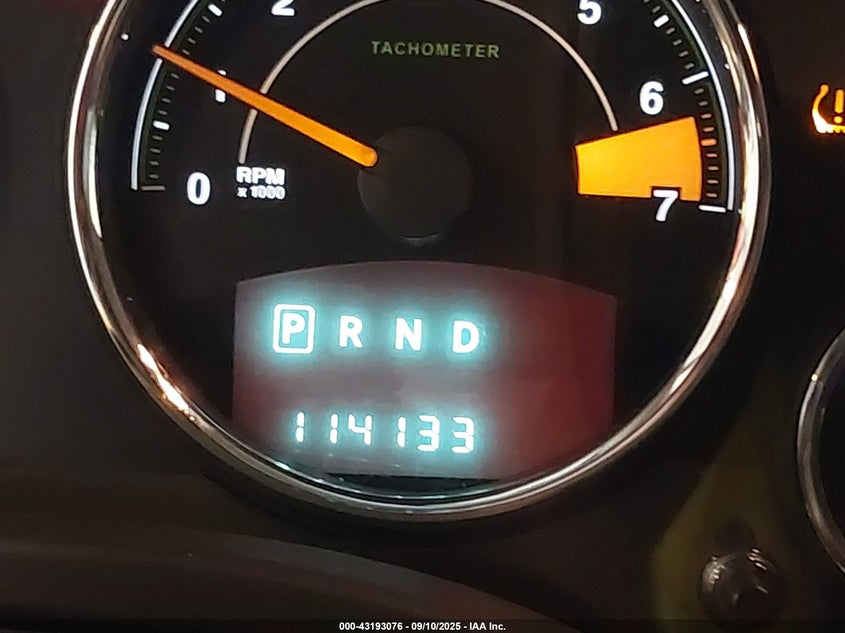 2
5
TACHOMETER
1
6
0
RPM
x 1000
7
P R N D
114133
000-43193076 - 09/10/2025 - IAA Inc.